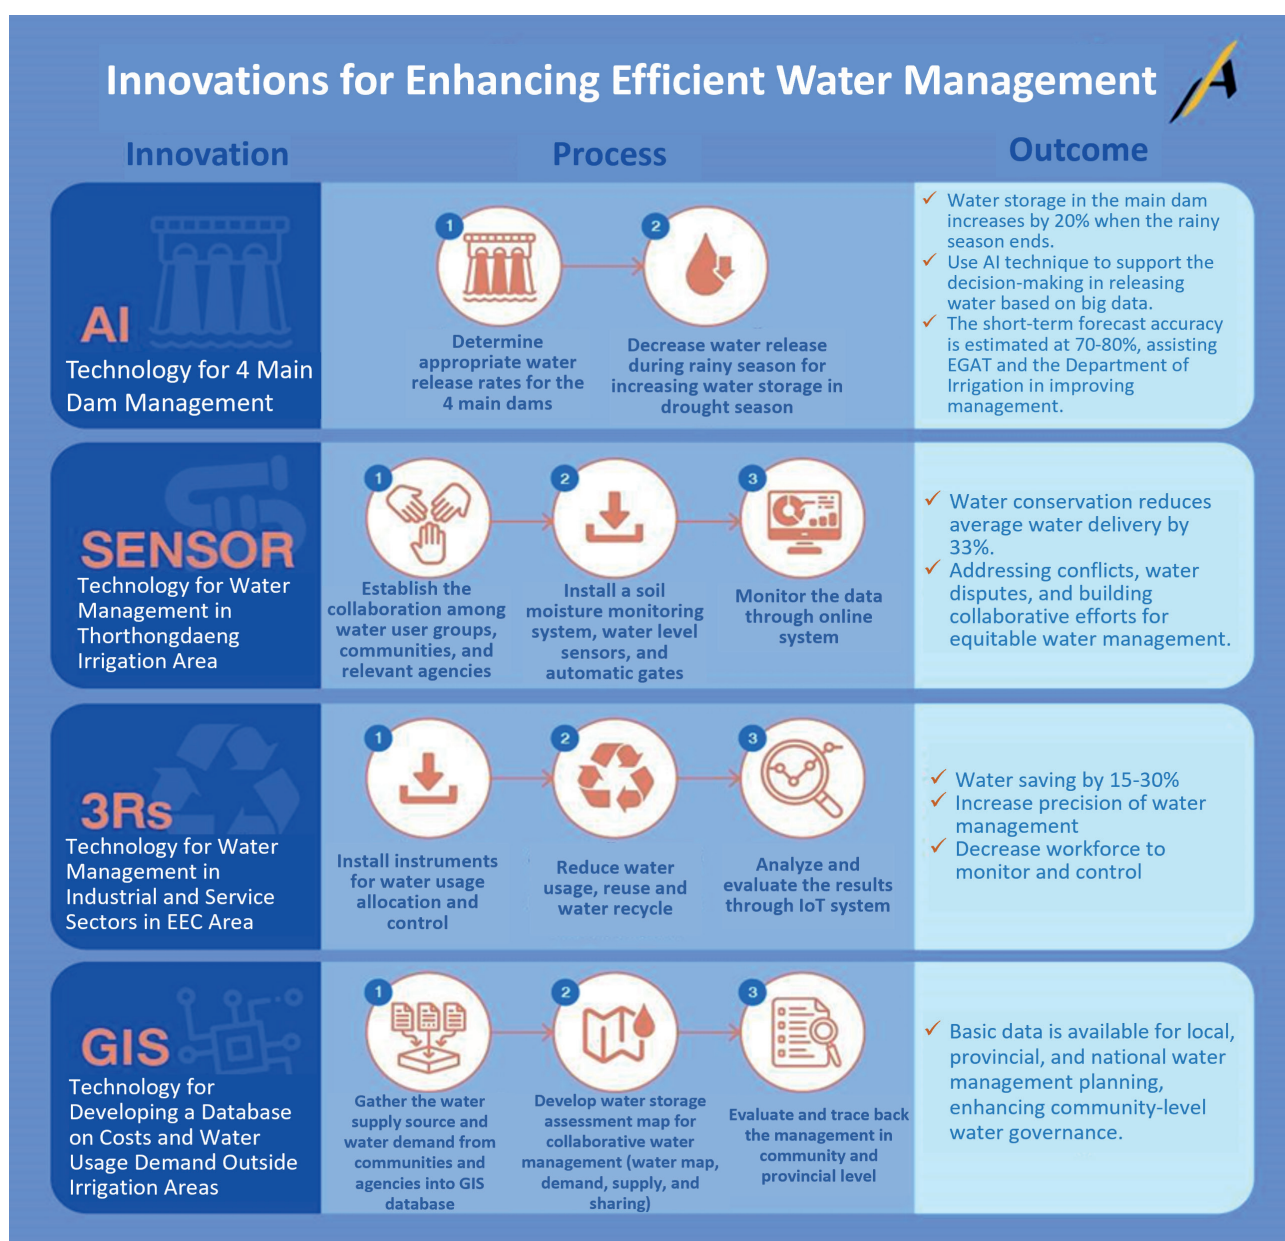 Innovations for Enhancing Efficient Water Management
Innovation
Process
Outcome
AI
Technology for 4 Main
Dam Management
1
Determine
appropriate water
release rates for the
4 main dams
2
Decrease water release
during rainy season for
increasing water storage in
drought season
✓ Water storage in the main dam
increases by 20% when the rainy
season ends.
✓ Use AI technique to support the
decision-making in releasing
water based on big data.
✓ The short-term forecast accuracy
is estimated at 70-80%, assisting
EGAT and the Department of
Irrigation in improving
management.
SENSOR
Technology for Water
Management in
Thorthongdaeng
Irrigation Area
1
Establish the
collaboration among
water user groups,
communities, and
relevant agencies
2
Install a soil
moisture monitoring
system, water level
sensors, and
automatic gates
3
Monitor the data
through online
system
✓ Water conservation reduces
average water delivery by
33%.
✓ Addressing conflicts, water
disputes, and building
collaborative efforts for
equitable water management.
3Rs
Technology for Water
Management in
Industrial and Service
Sectors in EEC Area
1
Install instruments
for water usage
allocation and
control
2
Reduce water
usage, reuse and
water recycle
3
Analyze and
evaluate the results
through IoT system
✓ Water saving by 15-30%
✓ Increase precision of water
management
✓ Decrease workforce to
monitor and control
GIS
Technology for
Developing a Database
on Costs and Water
Usage Demand Outside
Irrigation Areas
1
Gather the water
supply source and
water demand from
communities and
agencies into GIS
database
2
Develop water storage
assessment map for
collaborative water
management (water map,
demand, supply, and
sharing)
3
Evaluate and trace back
the management in
community and
provincial level
✓ Basic data is available for local,
provincial, and national water
management planning,
enhancing community-level
water governance.